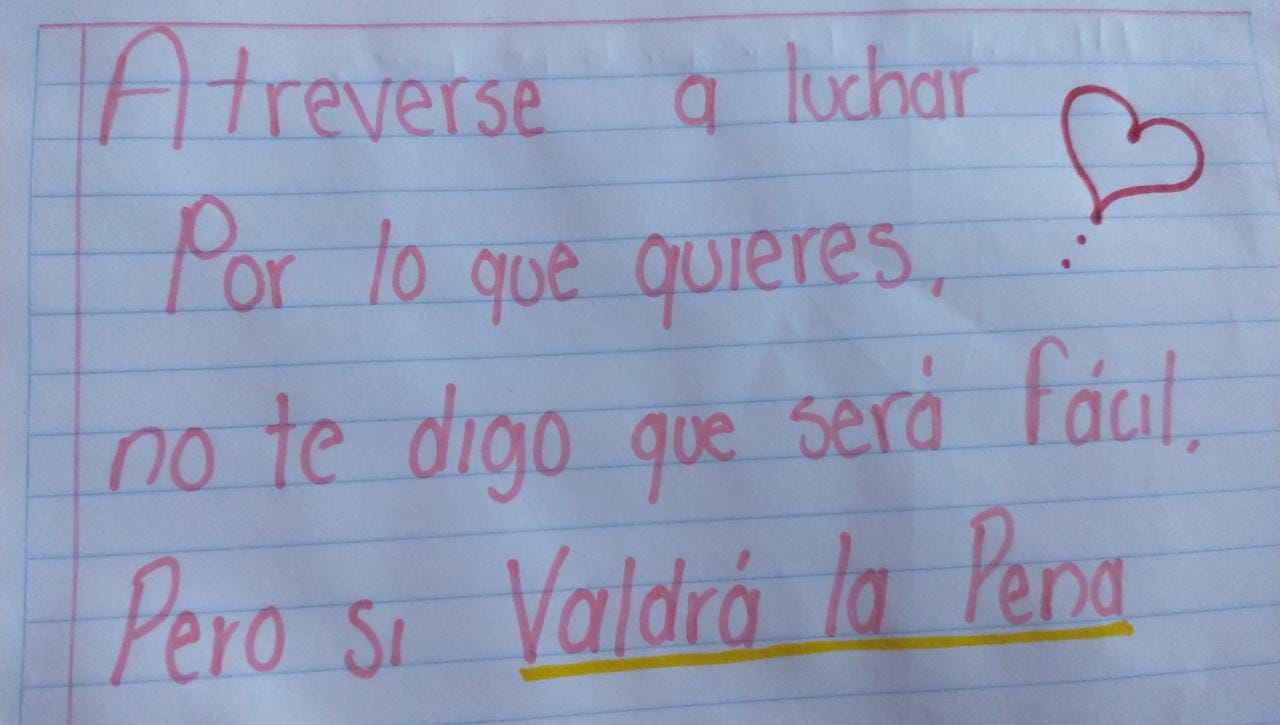 Atreverse a luchar
Por lo que quieres,
no te digo que será fácil.
Pero si Valdrá la Pena